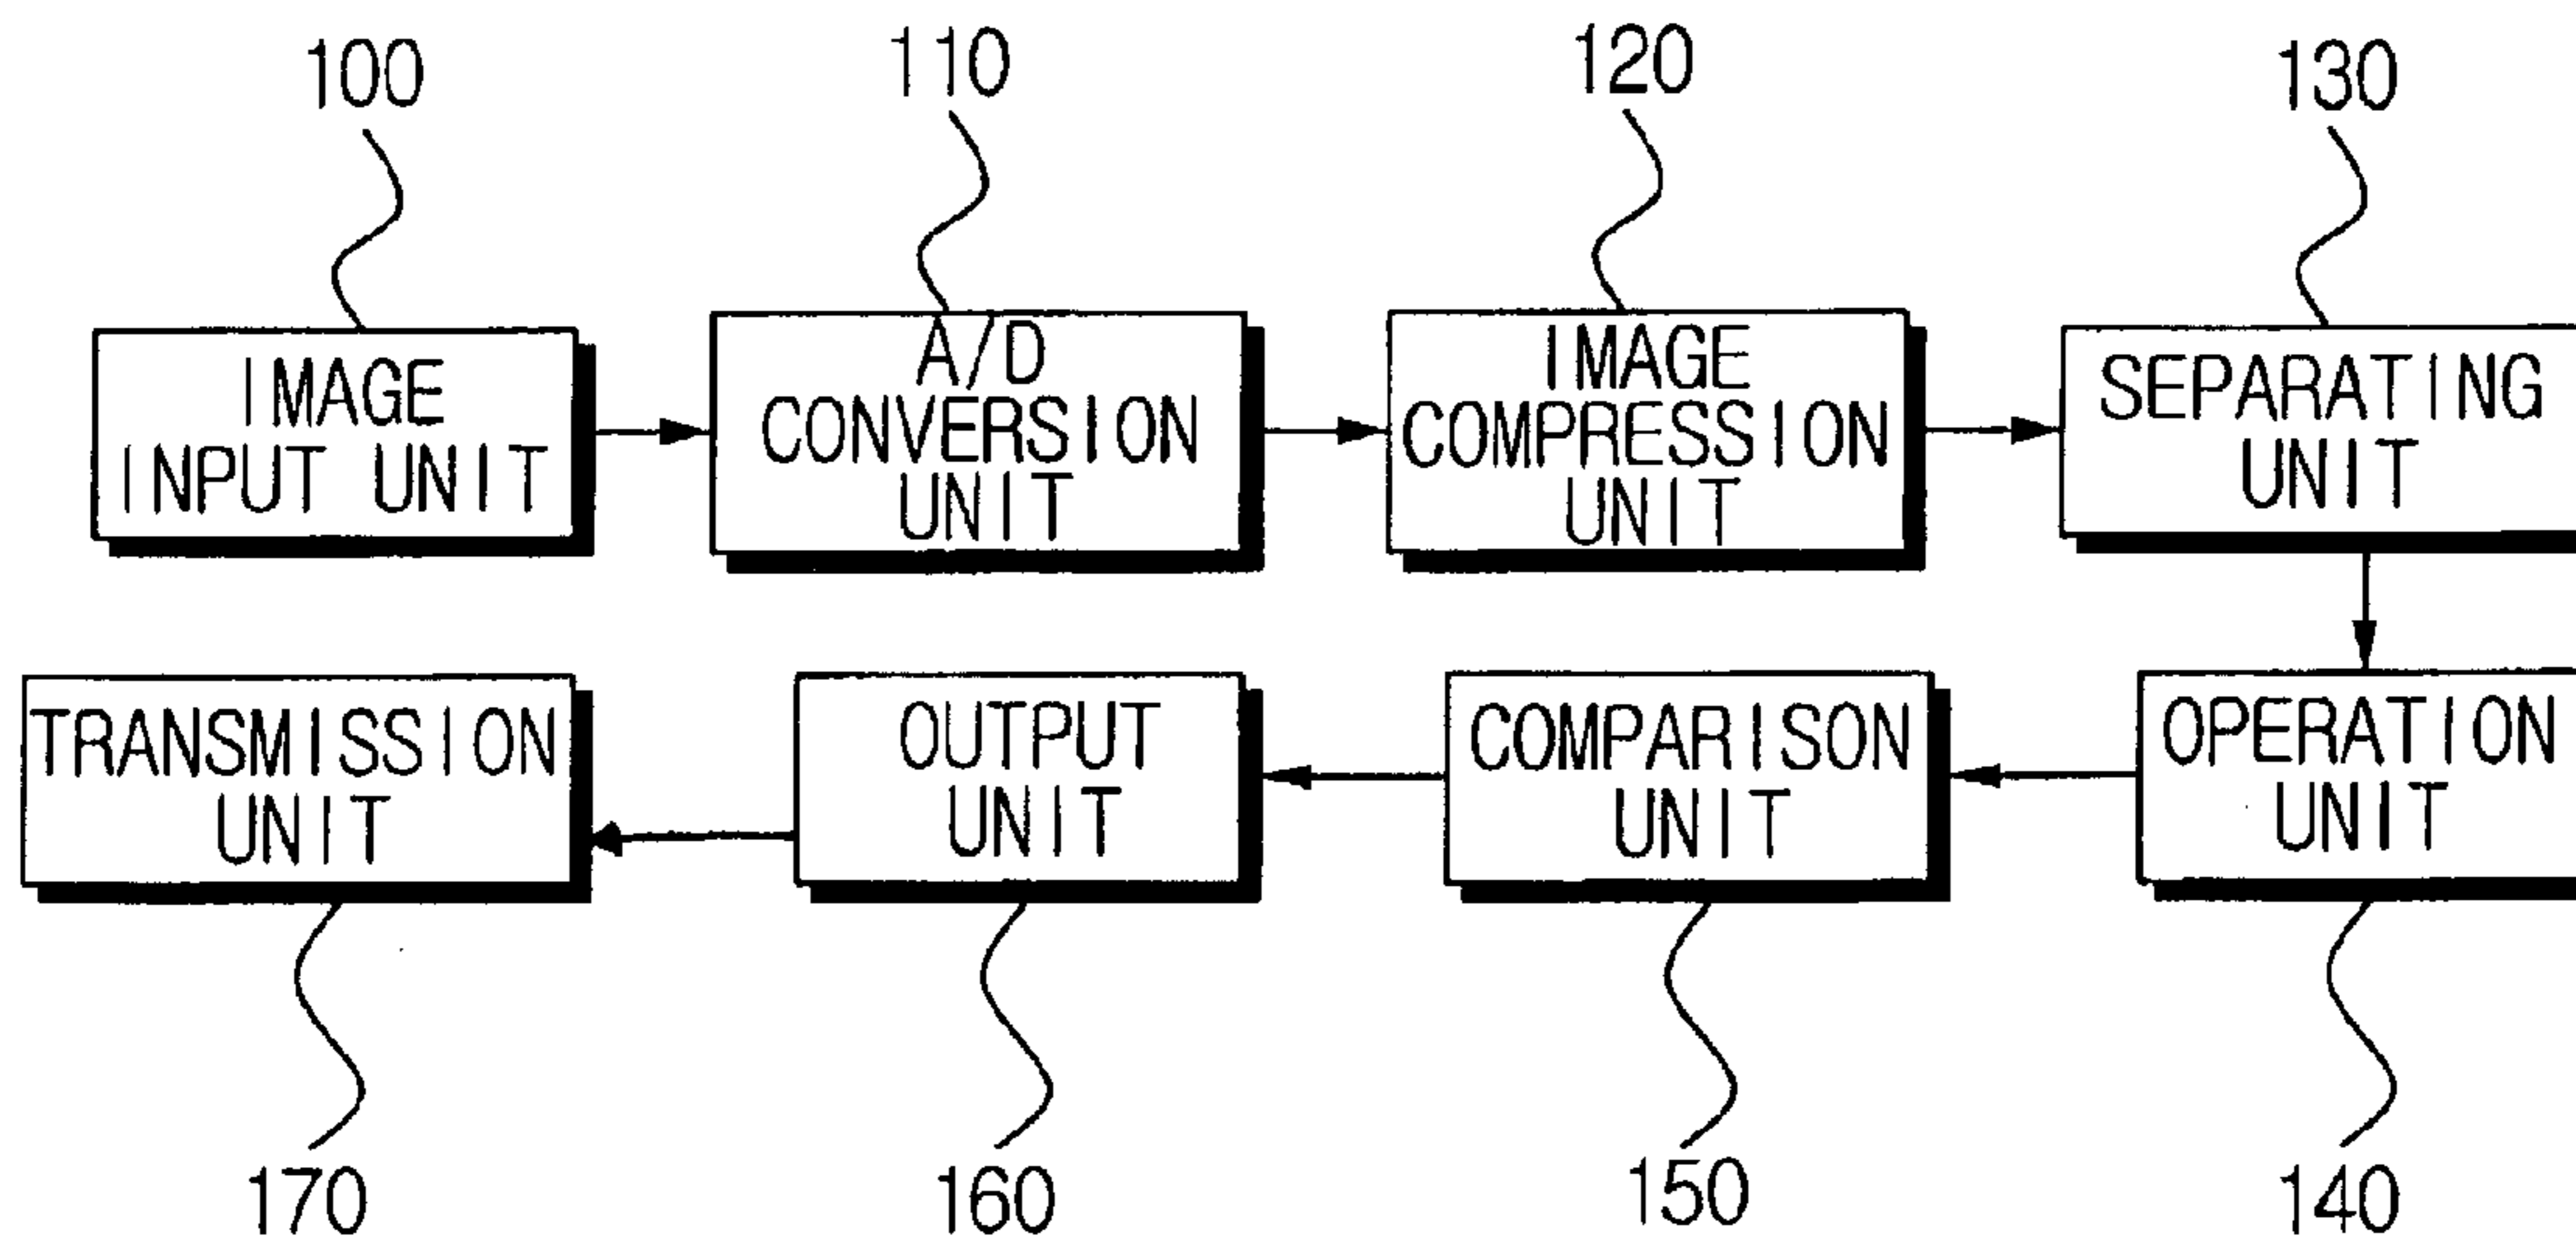 100
110
120
130
IMAGE
INPUT UNIT
A/D
CONVERSION
UNIT
IMAGE
COMPRESSION
UNIT
SEPARATING
UNIT
TRANSMISSION
UNIT
OUTPUT
UNIT
COMPARISON
UNIT
OPERATION
UNIT
170
160
150
140